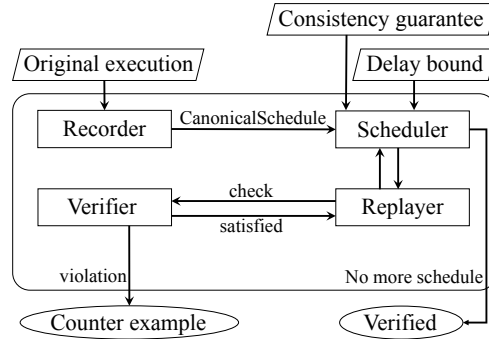 Consistency guarantee
Original execution
Delay bound
Recorder
CanonicalSchedule
Scheduler
Verifier
check
satisfied
Replayer
violation
No more schedule
Counter example
Verified